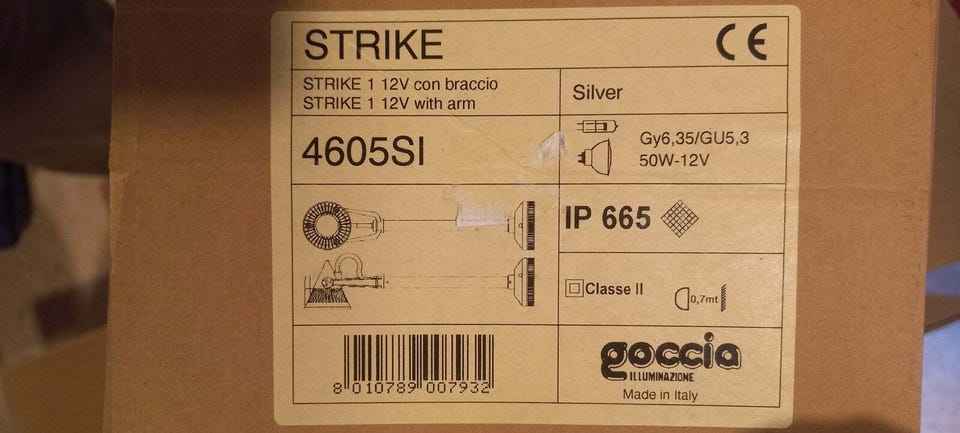 STRIKE
CE
STRIKE 1 12V con braccio
STRIKE 1 12V with arm
Silver
4605SI
Gy6,35/GU5,3
50W-12V
IP 665
Classe II
0,7mt
8 010789 007932
goccia
ILLUMINAZIONE
Made in Italy